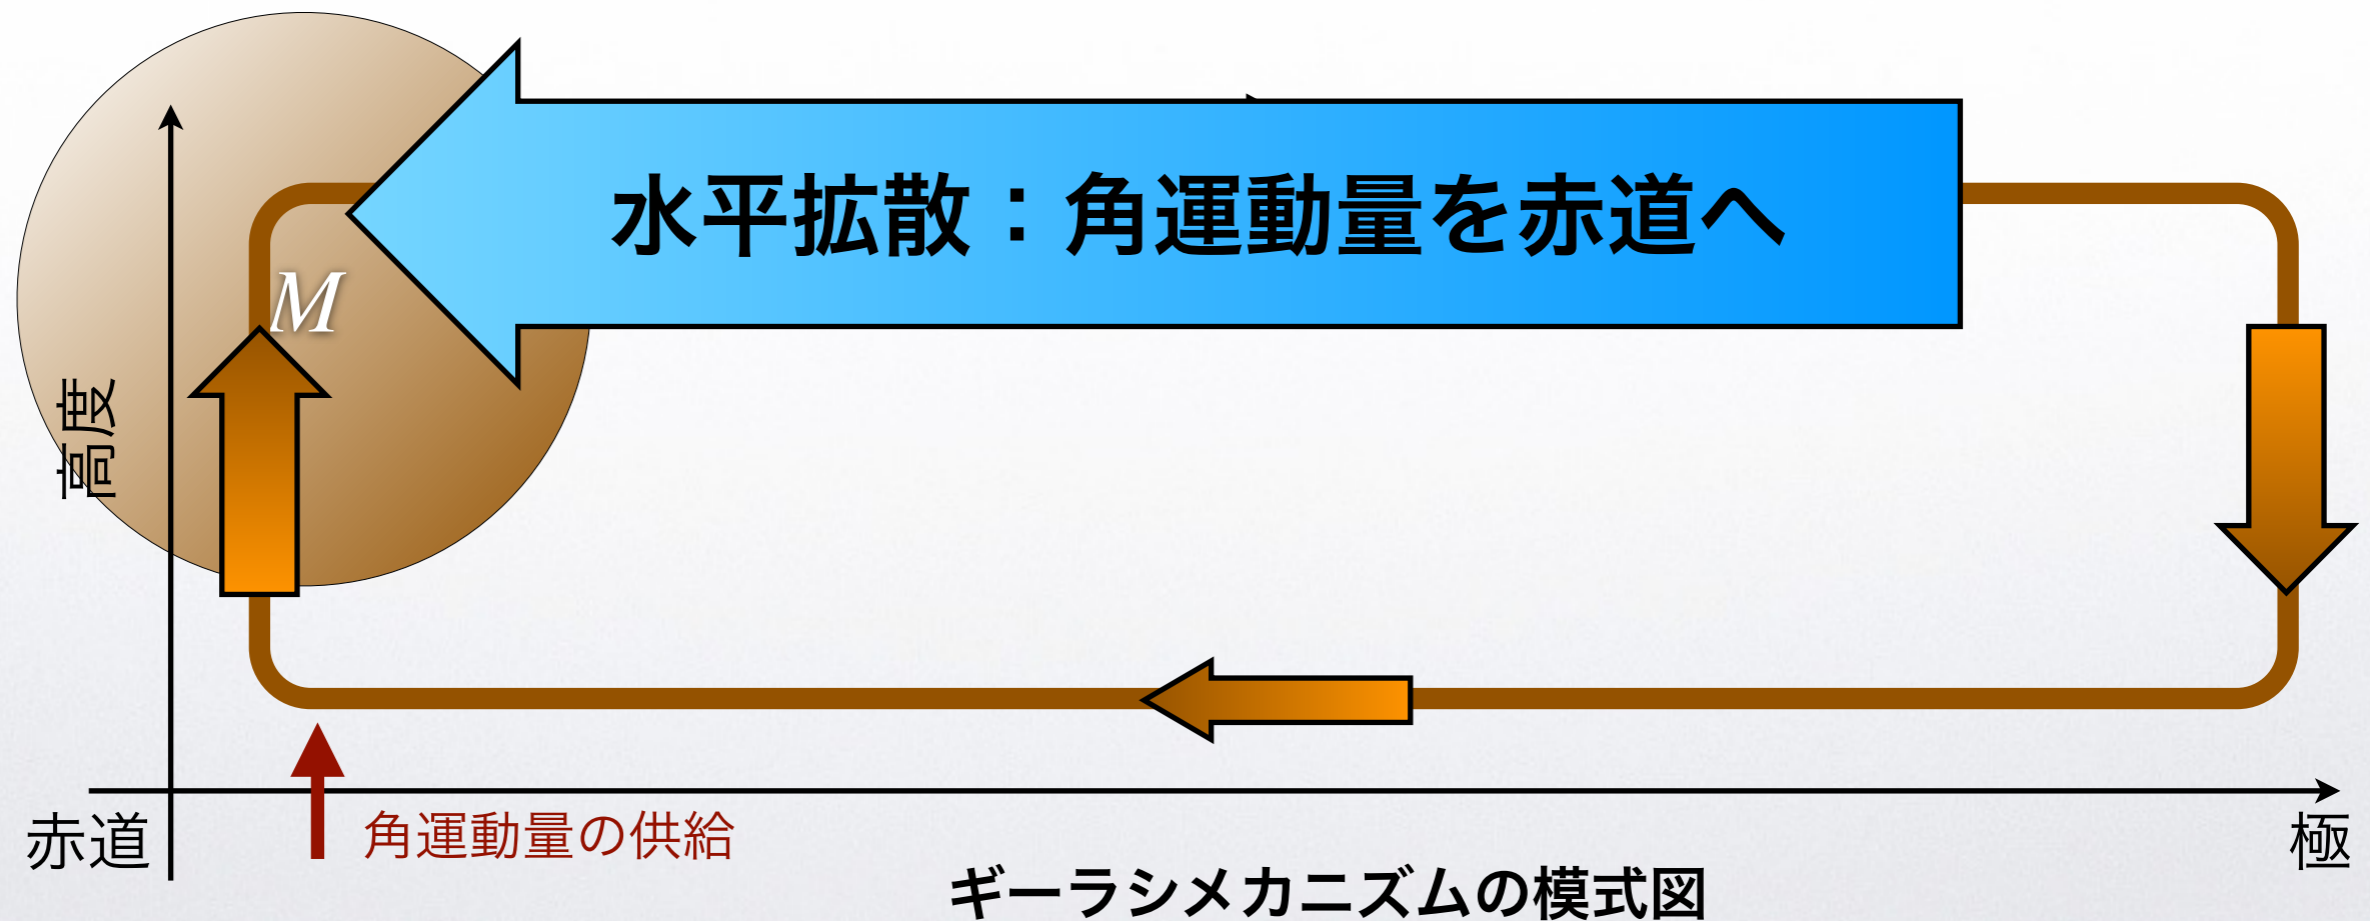 水平拡散：角運動量を赤道へ
M
高度
赤道
角運動量の供給
極
ギーラシメカニズムの模式図